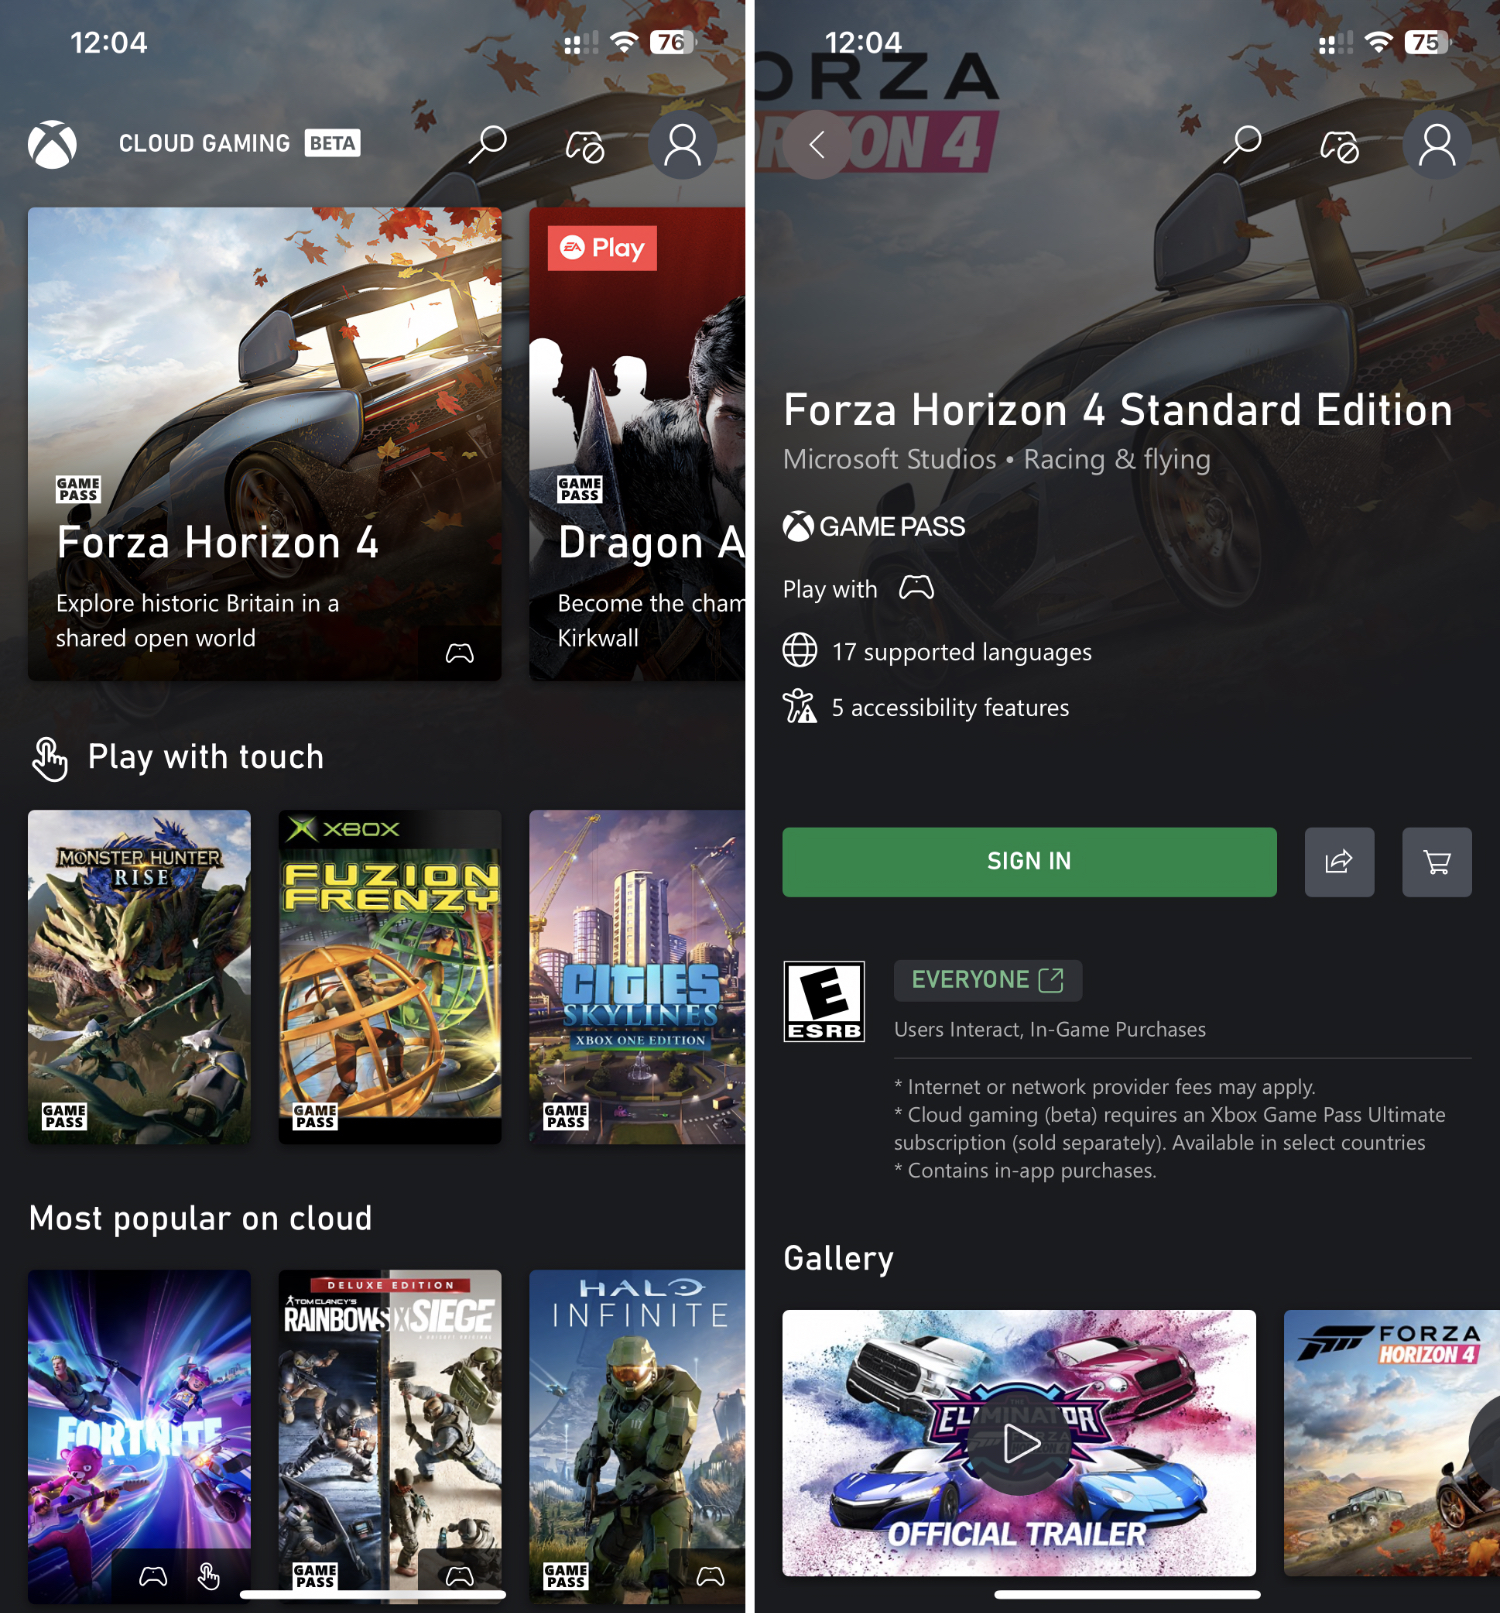 12:04
76
CLOUD GAMING BETA
EA Play
GAME
PASS
Forza Horizon 4
Explore historic Britain in a
shared open world
GAME
PASS
Dragon A
Become the cham
Kirkwall
Play with touch
MONSTER HUNTER
RISE
GAME
PASS
XBOX
FUZION
FRENZY
GAME
PASS
CITIES
SKYLINES
XBOX ONE EDITION
GAME
PASS
Most popular on cloud
FORTNITE
DELUXE EDITION
TOM CLANCY'S
RAINBOW SIX SIEGE
GAME
PASS
HALO
INFINITE
GAME
PASS
12:04
75
FORZA
HORIZON 4
Forza Horizon 4 Standard Edition
Microsoft Studios • Racing & flying
GAME PASS
Play with
17 supported languages
5 accessibility features
SIGN IN
E
ESRB
EVERYONE
Users Interact, In-Game Purchases
* Internet or network provider fees may apply.
* Cloud gaming (beta) requires an Xbox Game Pass Ultimate
subscription (sold separately). Available in select countries
* Contains in-app purchases.
Gallery
THE
ELIMINATOR
OFFICIAL TRAILER
FORZA
HORIZON 4